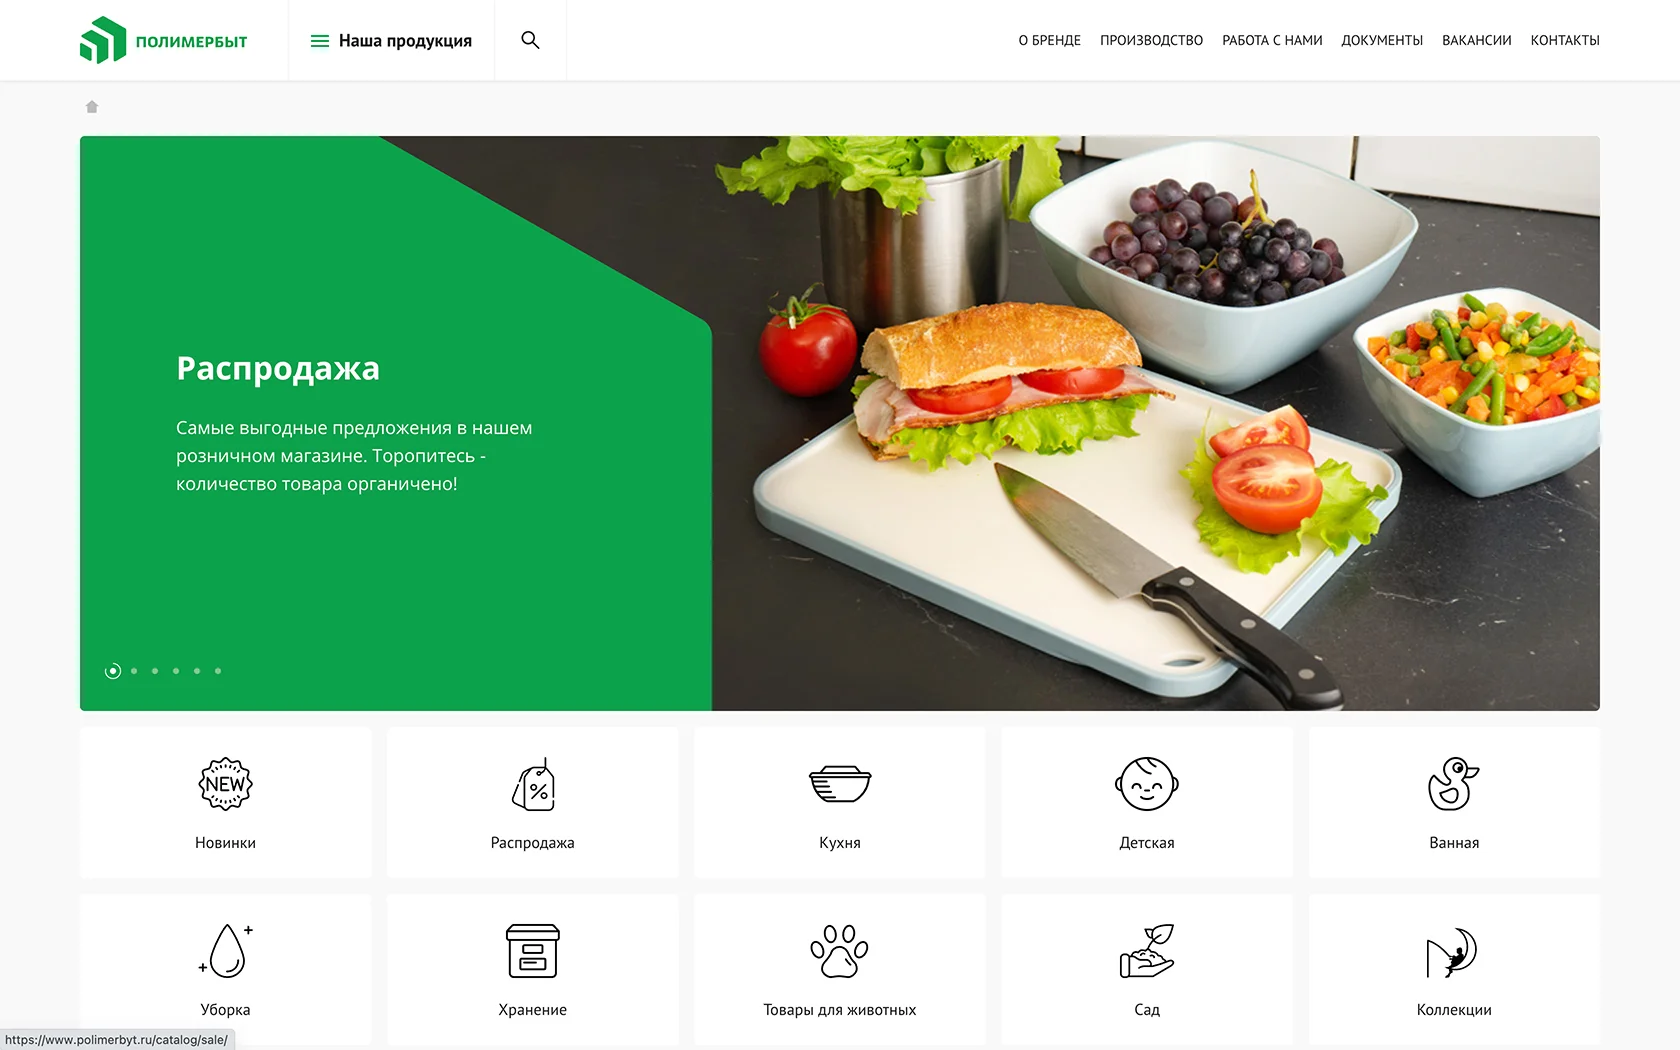 ПОЛИМЕРБЫТ
Наша продукция
О БРЕНДЕ
ПРОИЗВОДСТВО
РАБОТА С НАМИ
ДОКУМЕНТЫ
ВАКАНСИИ
КОНТАКТЫ
Распродажа
Самые выгодные предложения в нашем
розничном магазине. Торопитесь -
количество товара органичено!
NEW
Новинки
%
Распродажа
Кухня
Детская
Ванная
Уборка
Хранение
Товары для животных
Сад
Коллекции
https://www.polimerbyt.ru/catalog/sale/